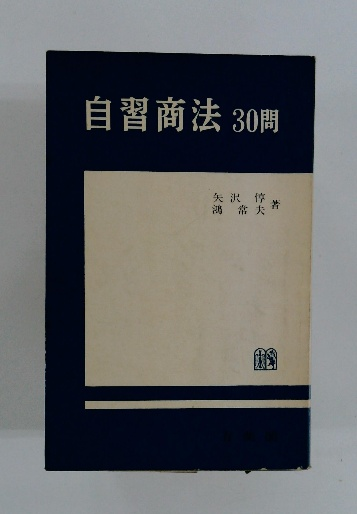 自習商法 30問
矢沢 惇
鴻 常夫 著